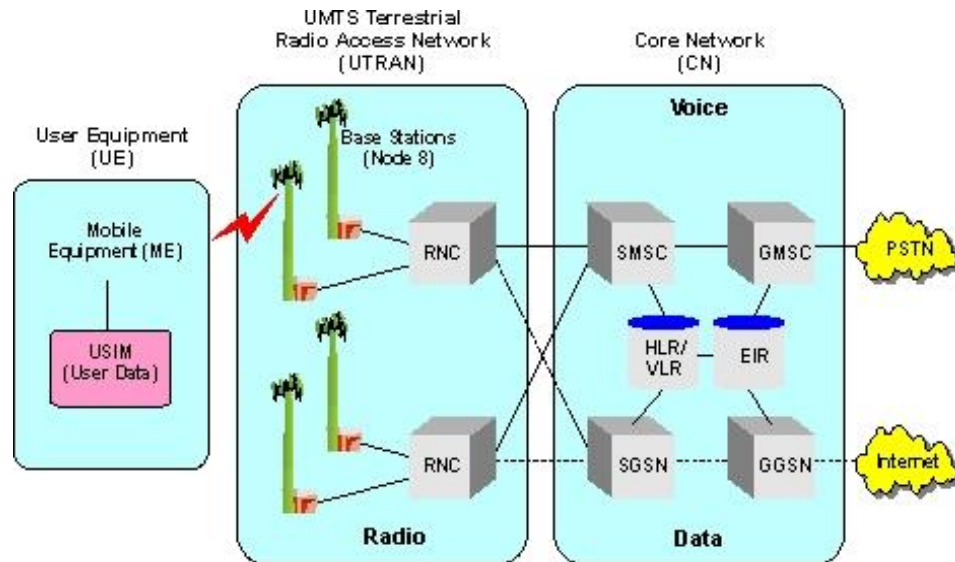 UMTS Terrestrial
Radio Access Network
(UTRAN)
Core Network
(CN)
User Equipment
(UE)
Voice
Base Stations
(Node B)
Mobile
Equipment (ME)
RNC
SMSC
GMSC
PSTN
USIM
(User Data)
HLR/
VLR
EIR
RNC
SGSN
GGSN
Internet
Radio
Data